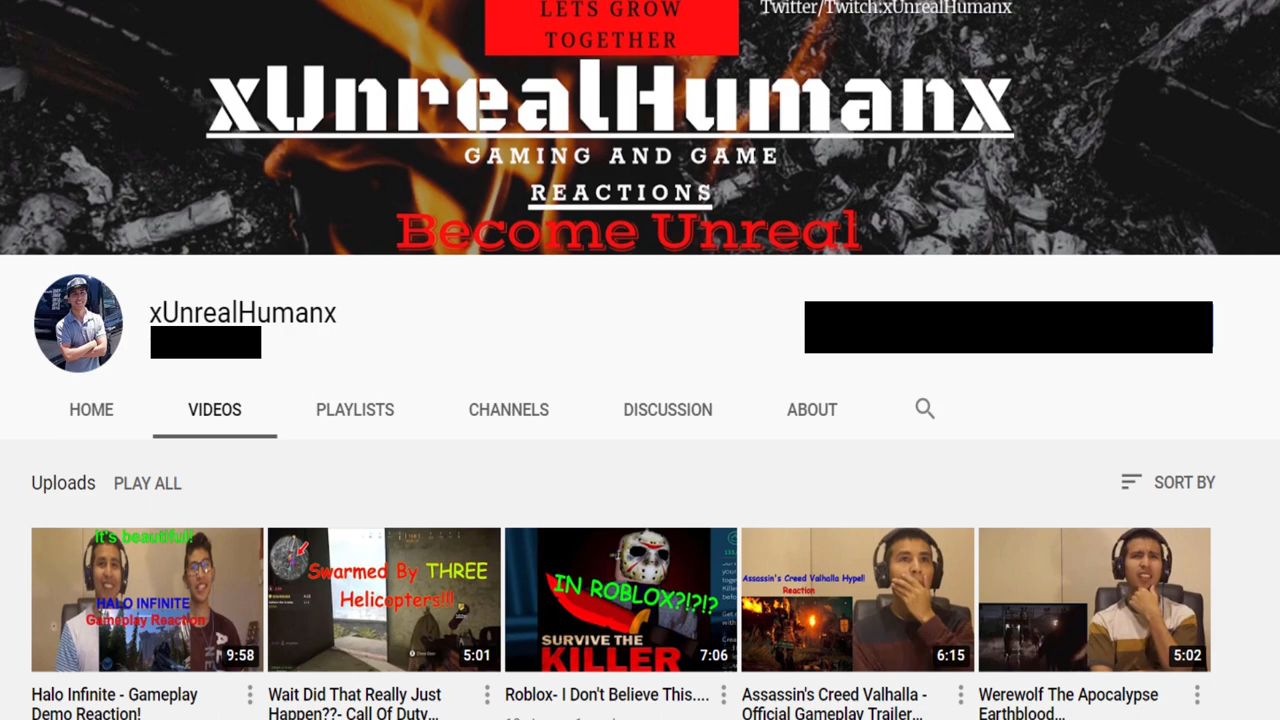 LETS GROW
TOGETHER
Twitter/Twitch:xUnrealHumanx
xUnrealHumanx
GAMING AND GAME
REACTIONS
Become Unreal
xUnrealHumanx
HOME VIDEOS PLAYLISTS CHANNELS DISCUSSION ABOUT
Uploads PLAY ALL SORT BY
It's beautiful!
HALO INFINITE
Gameplay Reaction
9:58
Swarmed By THREE
Helicopters!!!
5:01
IN ROBLOX?!?!?
SURVIVE THE
KILLER
7:06
Assassin's Creed Valhalla Hype!!
Reaction
6:15
5:02
Halo Infinite - Gameplay
Demo Reaction!
Wait Did That Really Just
Happen??- Call Of Duty...
Roblox- I Don't Believe This....
Assassin's Creed Valhalla -
Official Gameplay Trailer...
Werewolf The Apocalypse
Earthblood...